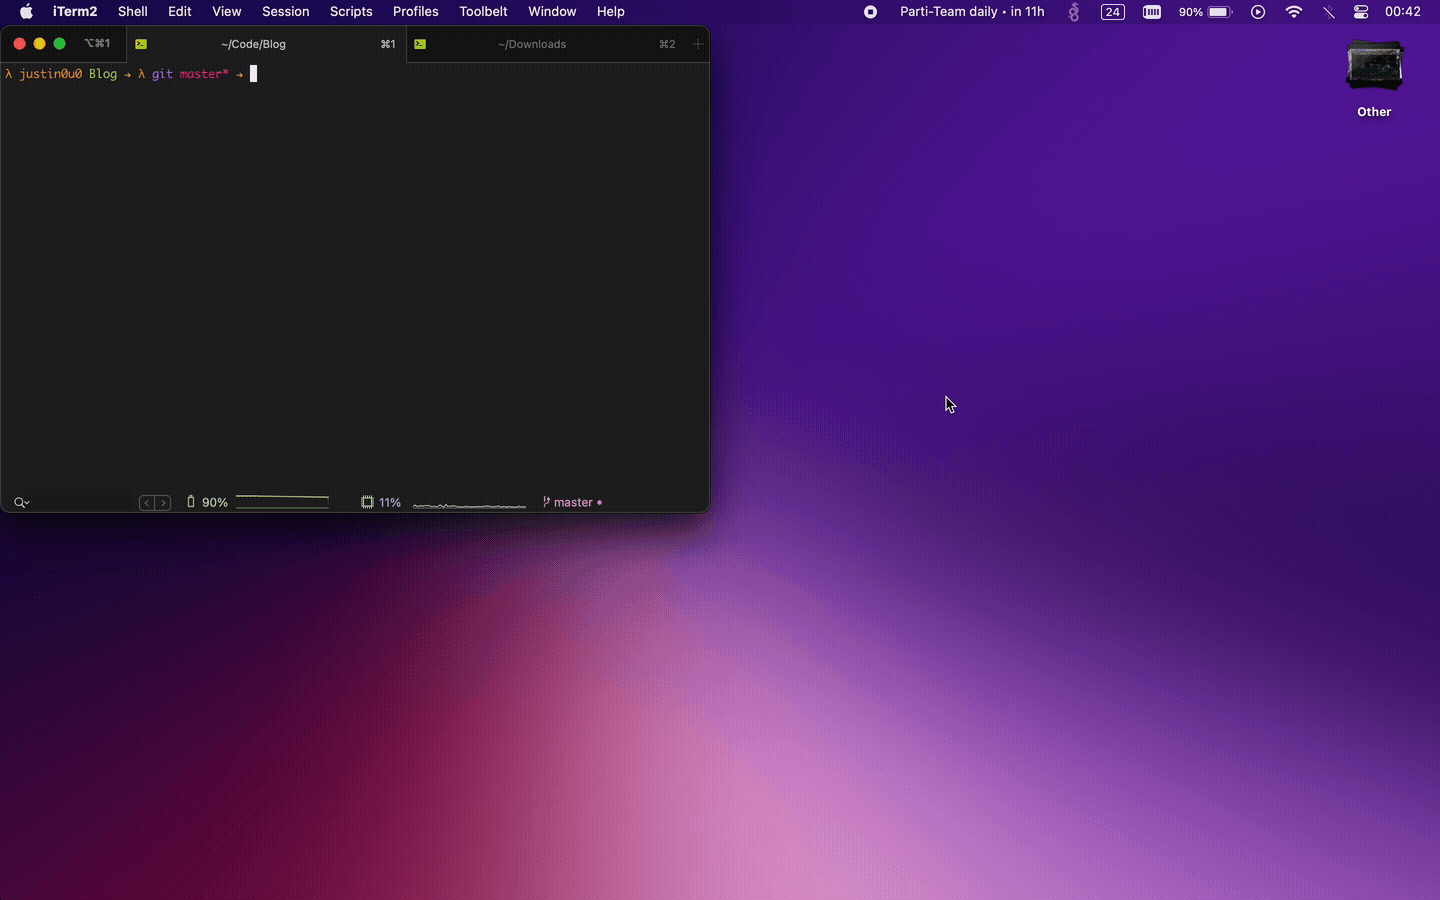 iTerm2 Shell Edit View Session Scripts Profiles Toolbelt Window Help Parti-Team daily • in 11h 24 90% 00:42
⌥⌘1 ~/Code/Blog ⌘1 ~/Downloads ⌘2 +
λ justin0u0 Blog → λ git master* →
Other
90% 11% master •